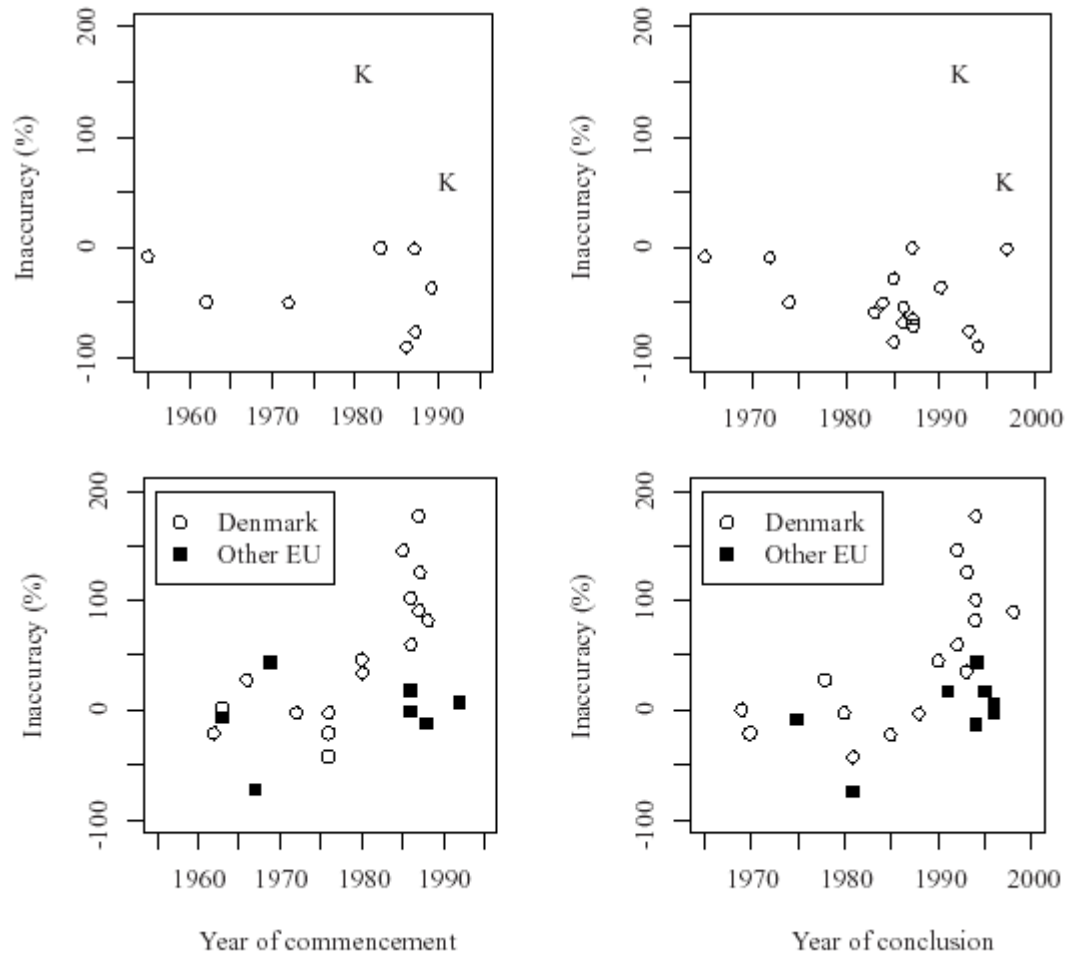 200
100
0
-100
Inaccuracy (%)
K
K
1960 1970 1980 1990
200
100
0
-100
Inaccuracy (%)
K
K
1970 1980 1990 2000
200
100
0
-100
Inaccuracy (%)
Denmark
Other EU
1960 1970 1980 1990
Year of commencement
200
100
0
-100
Inaccuracy (%)
Denmark
Other EU
1970 1980 1990 2000
Year of conclusion